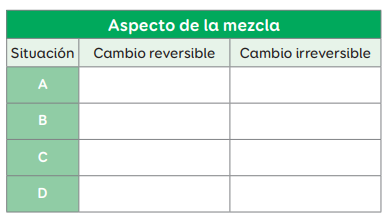 Aspecto de la mezcla
Situación Cambio reversible Cambio irreversible
A
B
C
D